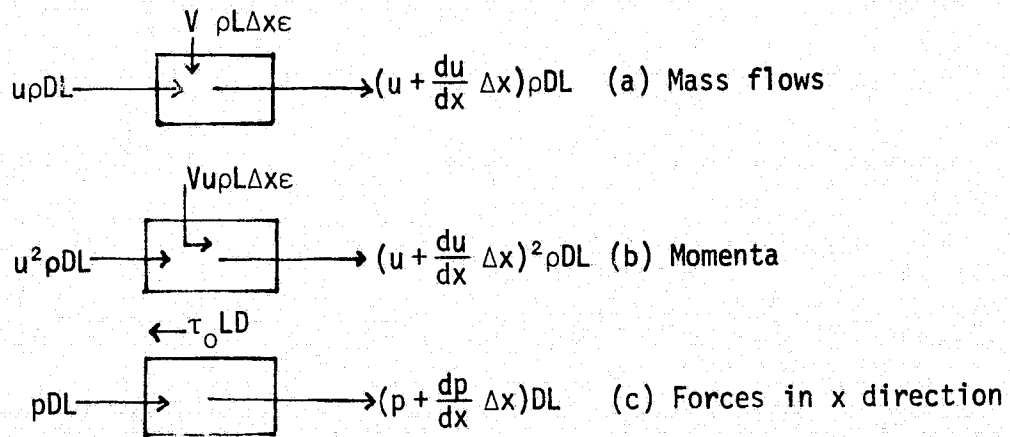 V ρLΔxε
uρDL (u + du/dx Δx)ρDL (a) Mass flows
VuρLΔxε
u²ρDL (u + du/dx Δx)²ρDL (b) Momenta
τ₀LD
pDL (p + dp/dx Δx)DL (c) Forces in x direction